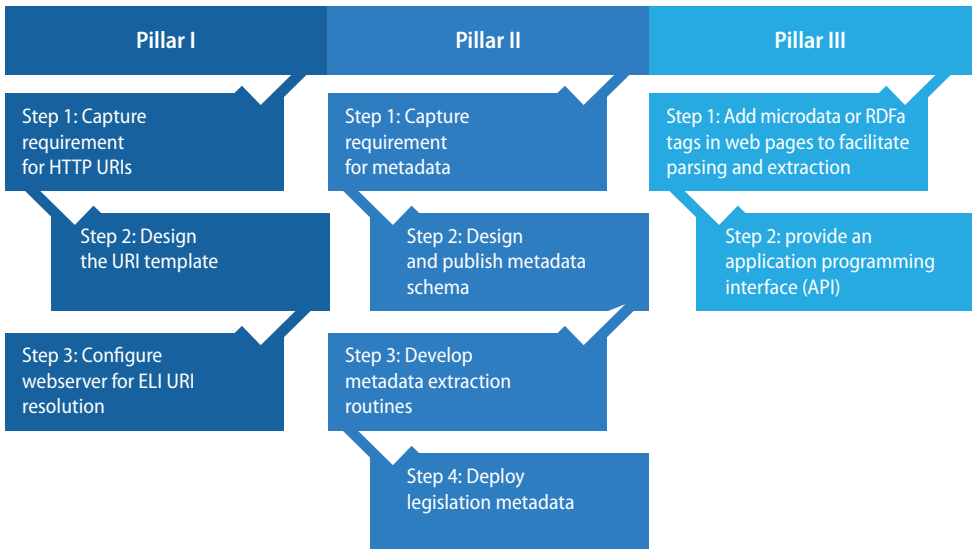 Pillar I
Step 1: Capture
requirement
for HTTP URIs
Step 2: Design
the URI template
Step 3: Configure
webserver for ELI URI
resolution
Pillar II
Step 1: Capture
requirement
for metadata
Step 2: Design
and publish metadata
schema
Step 3: Develop
metadata extraction
routines
Step 4: Deploy
legislation metadata
Pillar III
Step 1: Add microdata or RDFa
tags in web pages to facilitate
parsing and extraction
Step 2: provide an
application programming
interface (API)